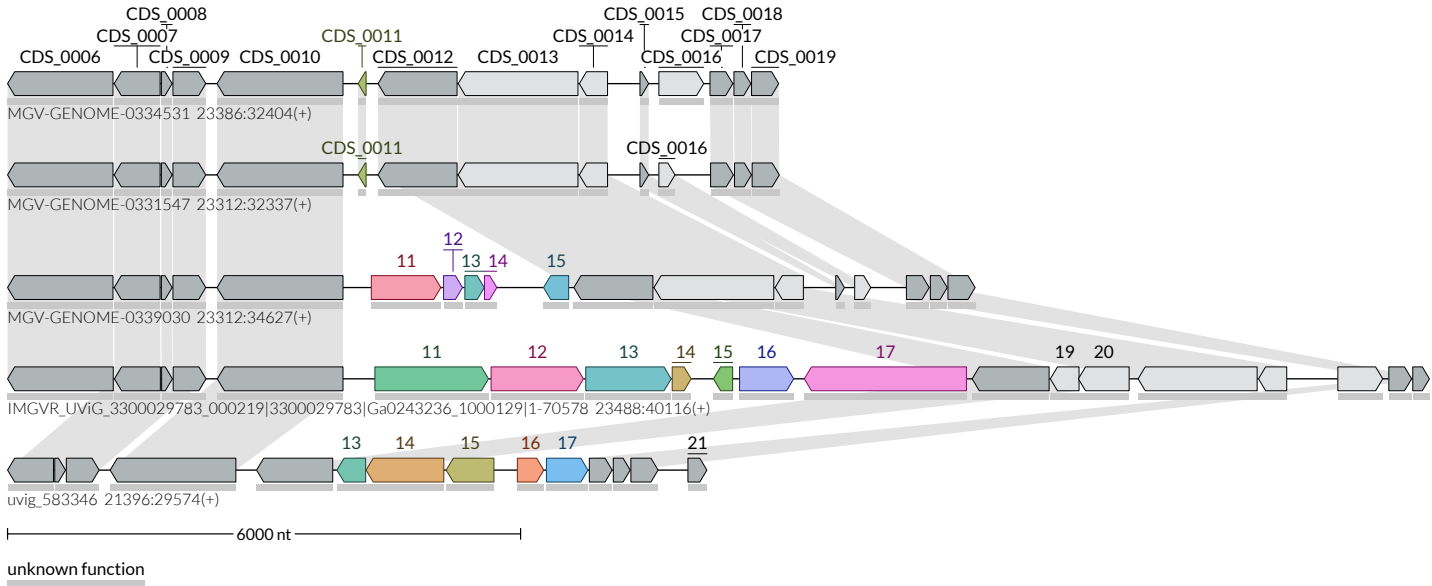 CDS_0008 CDS_0015 CDS_0018
CDS_0007 CDS_0011 CDS_0014 CDS_0017
CDS_0006 CDS_0009 CDS_0010 CDS_0012 CDS_0013 CDS_0016 CDS_0019
MGV-GENOME-0334531 23386:32404(+)
CDS_0011 CDS_0016
MGV-GENOME-0331547 23312:32337(+)
12
11 13 14 15
MGV-GENOME-0339030 23312:34627(+)
11 12 13 14 15 16 17 19 20
IMGVR_UViG_3300029783_000219|3300029783|Ga0243236_1000129|1-70578 23488:40116(+)
13 14 15 16 17 21
uvig_583346 21396:29574(+)
6000 nt
unknown function